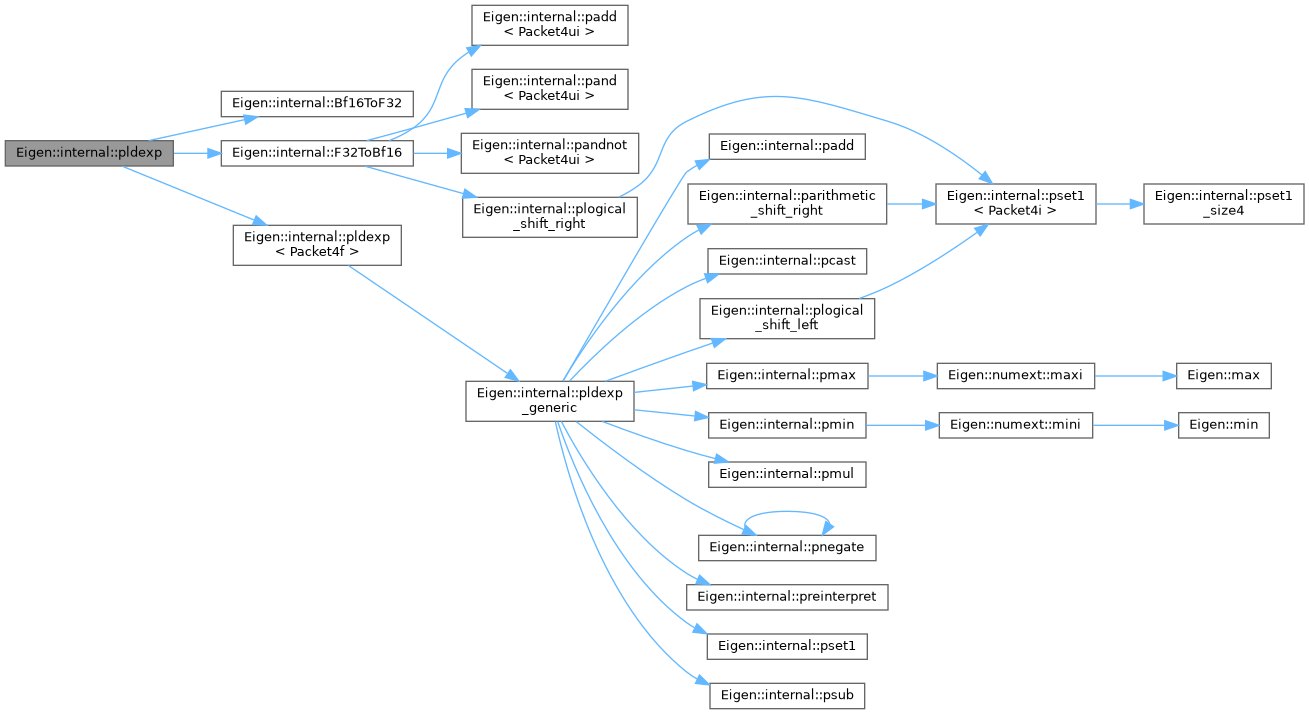 Eigen::internal::pldexp
Eigen::internal::Bf16ToF32
Eigen::internal::F32ToBf16
Eigen::internal::pldexp
< Packet4f >
Eigen::internal::padd
< Packet4ui >
Eigen::internal::pand
< Packet4ui >
Eigen::internal::pandnot
< Packet4ui >
Eigen::internal::plogical
_shift_right
Eigen::internal::pldexp
_generic
Eigen::internal::padd
Eigen::internal::parithmetic
_shift_right
Eigen::internal::pcast
Eigen::internal::plogical
_shift_left
Eigen::internal::pmax
Eigen::internal::pmin
Eigen::internal::pmul
Eigen::internal::pnegate
Eigen::internal::preinterpret
Eigen::internal::pset1
Eigen::internal::psub
Eigen::internal::pset1
< Packet4i >
Eigen::numext::maxi
Eigen::numext::mini
Eigen::internal::pset1
_size4
Eigen::max
Eigen::min